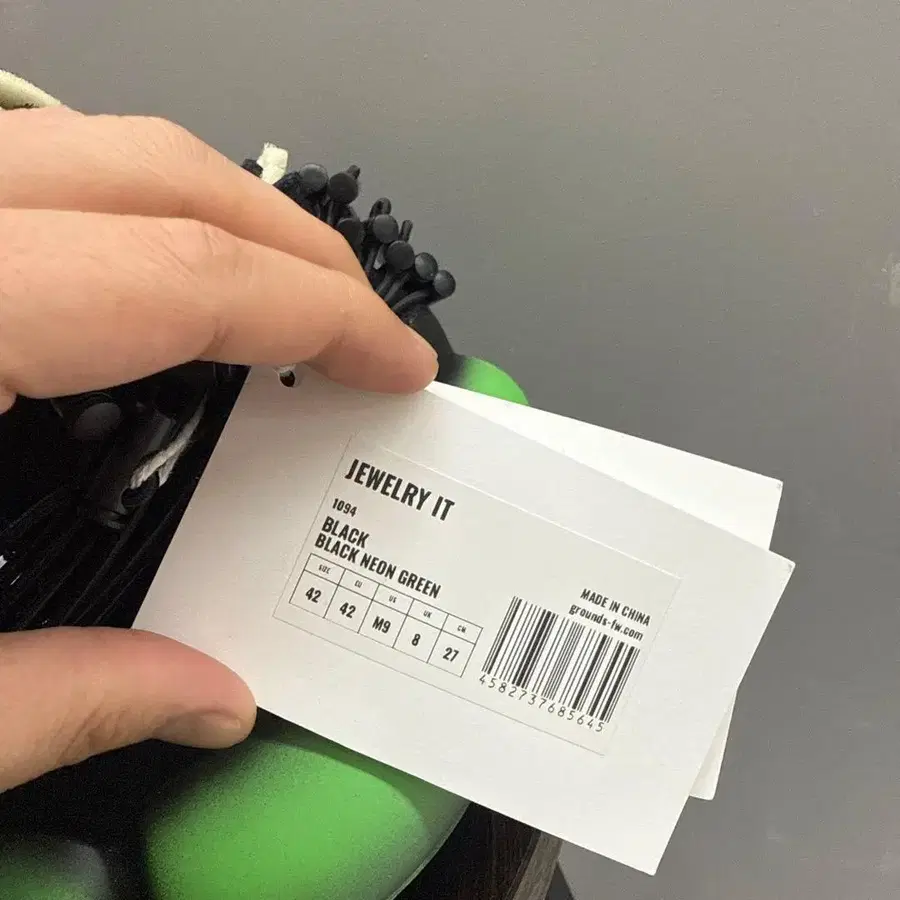 JEWELRY IT
1094
BLACK
BLACK NEON GREEN
SIZE EU US UK CM
42 42 M9 8 27
MADE IN CHINA
grounds-fw.com
4582737685645